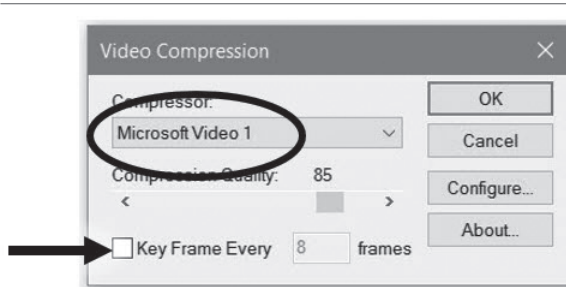 Video Compression
Compressor:
OK
Microsoft Video 1
Cancel
Compression Quality:
85
Configure...
Key Frame Every
8
frames
About...